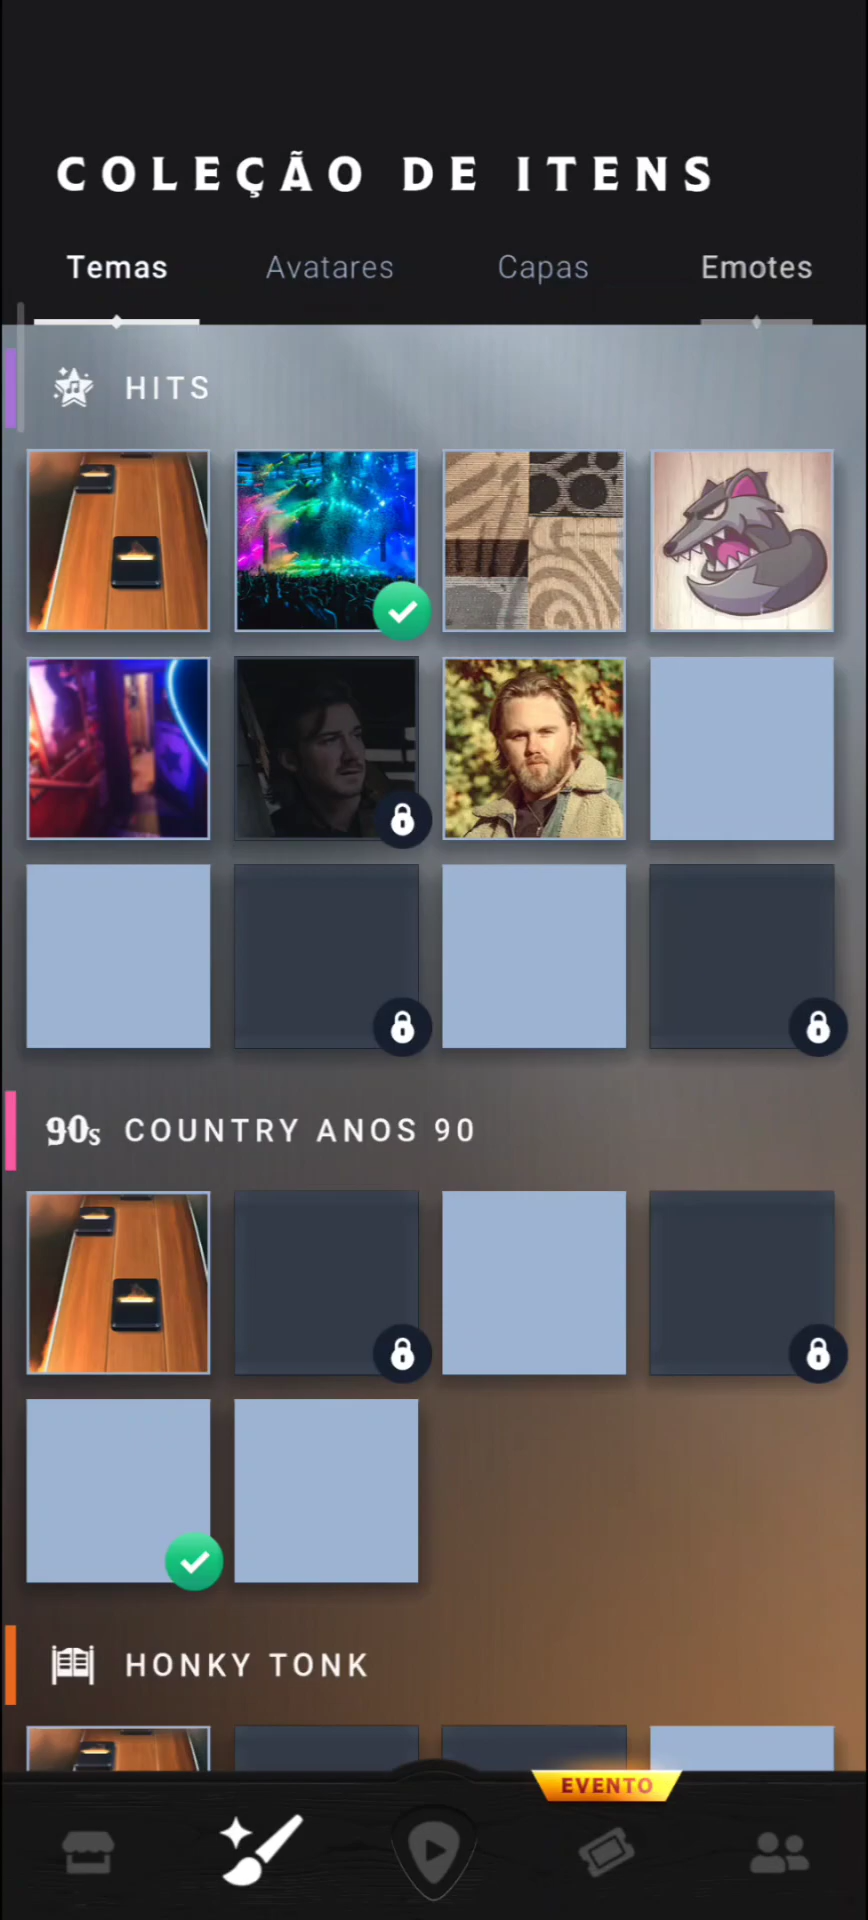 COLEÇÃO DE ITENS
Temas Avatares Capas Emotes
HITS
90s COUNTRY ANOS 90
HONKY TONK
EVENTO